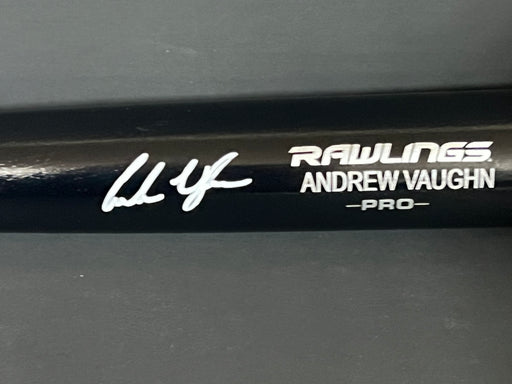 RAWLINGS
ANDREW VAUGHN
-PRO-